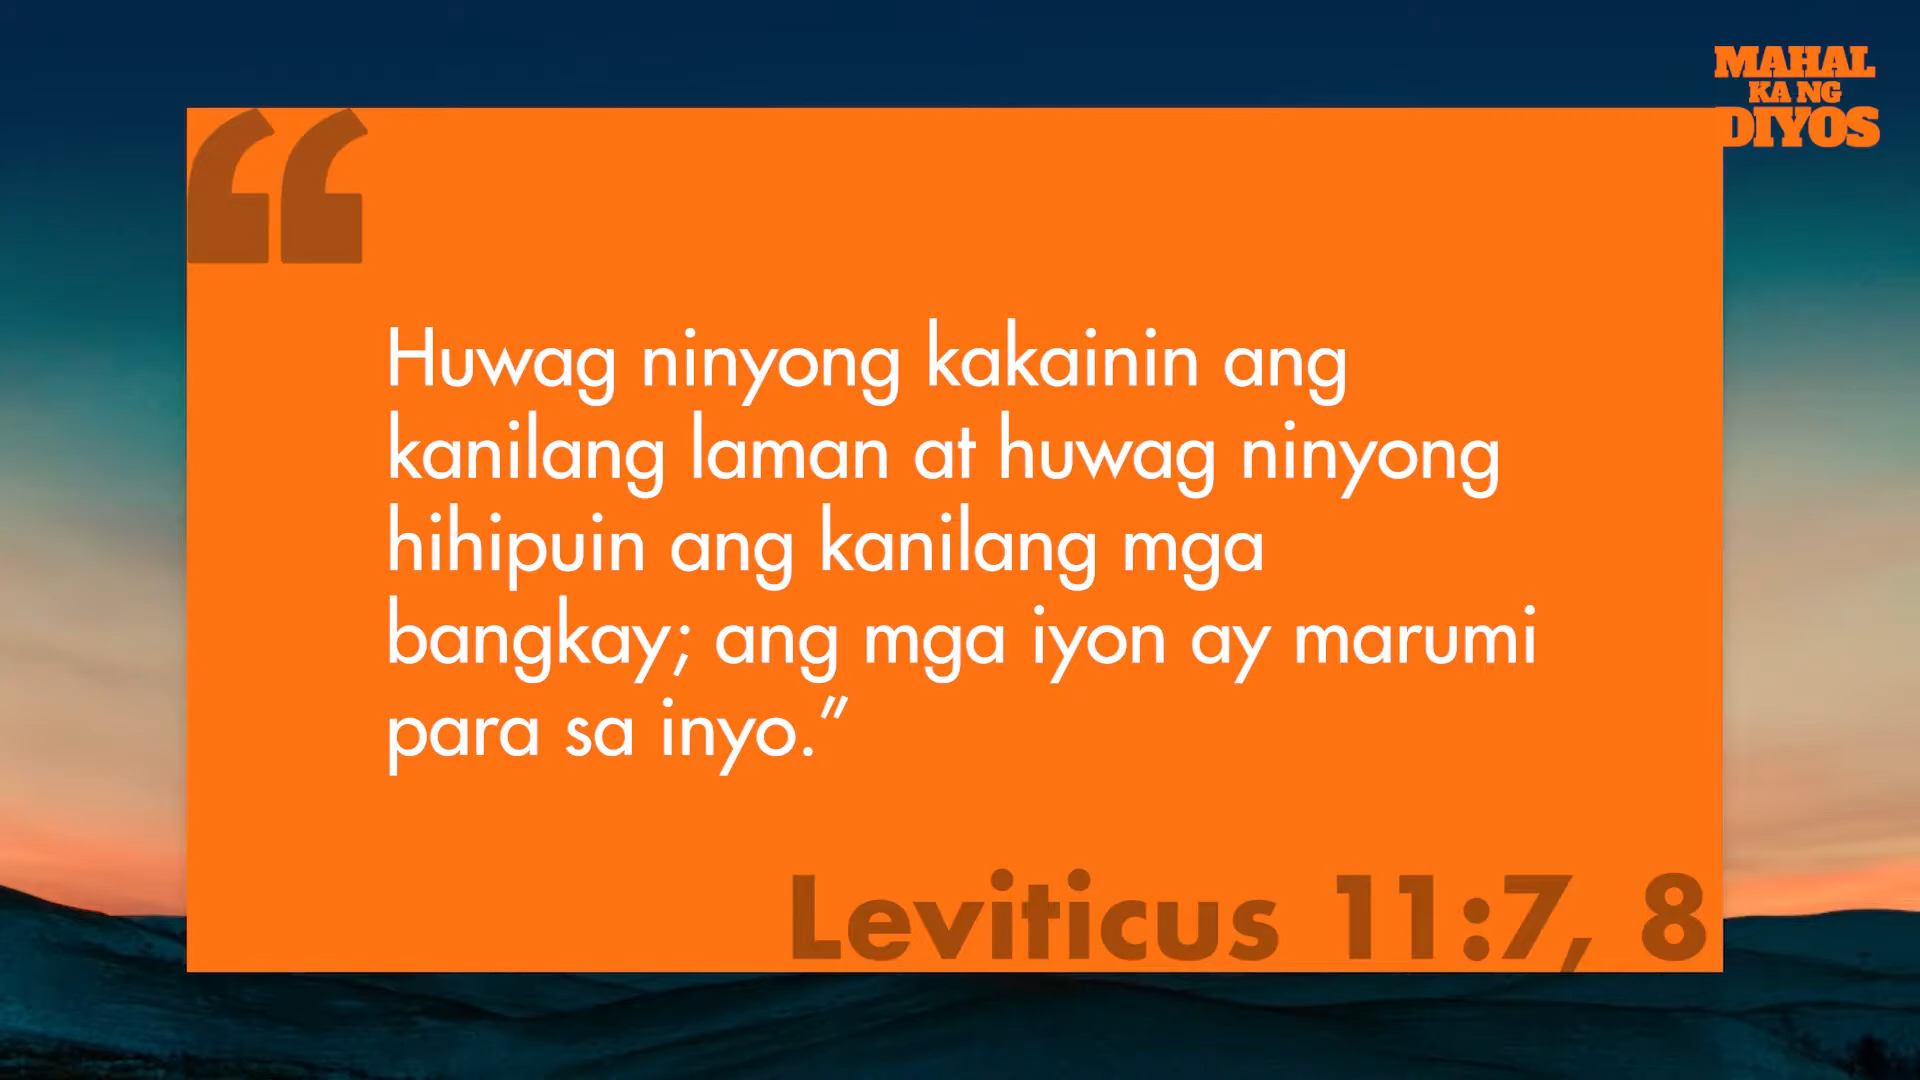 MAHAL
KA NG
DIYOS
“
Huwag ninyong kakainin ang
kanilang laman at huwag ninyong
hihipuin ang kanilang mga
bangkay; ang mga iyon ay marumi
para sa inyo.”
Leviticus 11:7, 8